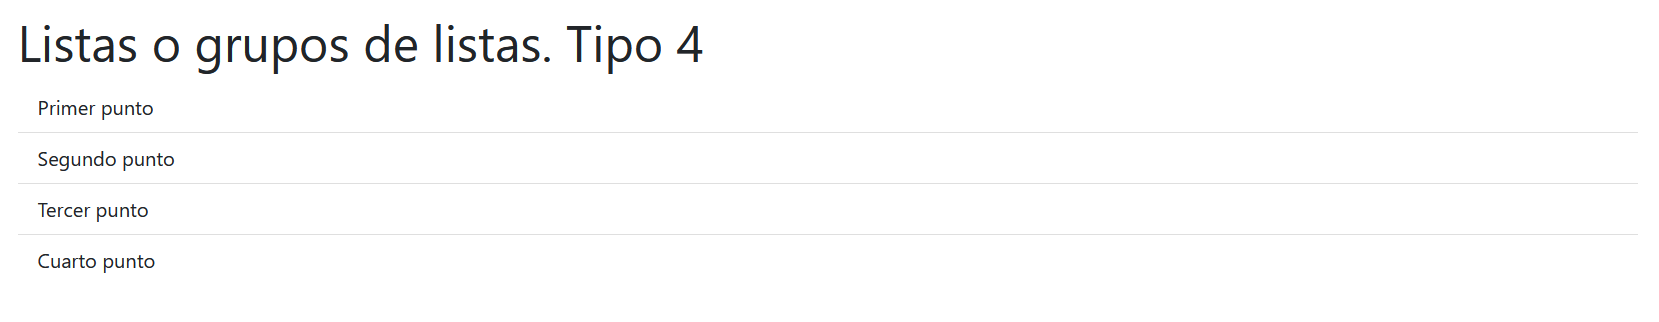 Listas o grupos de listas. Tipo 4
Primer punto
Segundo punto
Tercer punto
Cuarto punto